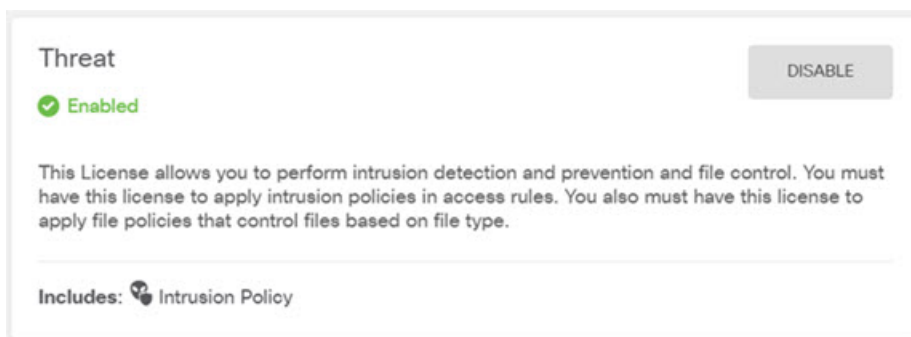 Threat
DISABLE
Enabled
This License allows you to perform intrusion detection and prevention and file control. You must
have this license to apply intrusion policies in access rules. You also must have this license to
apply file policies that control files based on file type.
Includes: Intrusion Policy